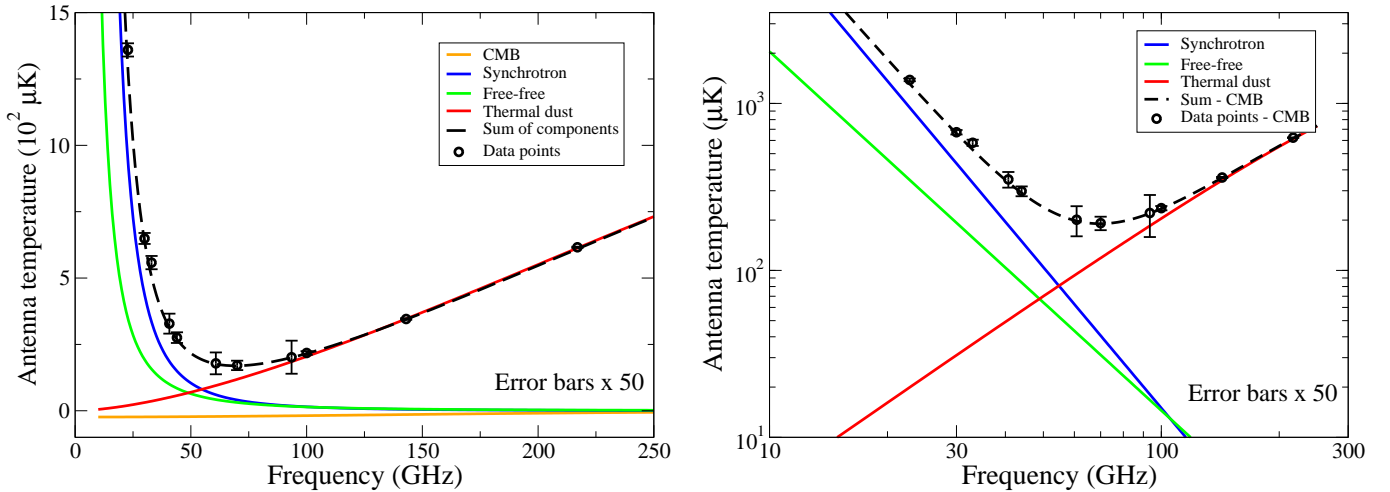 Antenna temperature (10² μK)
15
10
5
0
CMB
Synchrotron
Free-free
Thermal dust
Sum of components
Data points
Error bars x 50
0 50 100 150 200 250
Frequency (GHz)
Antenna temperature (μK)
10³
10²
10¹
Synchrotron
Free-free
Thermal dust
Sum - CMB
Data points - CMB
Error bars x 50
10 30 100 300
Frequency (GHz)